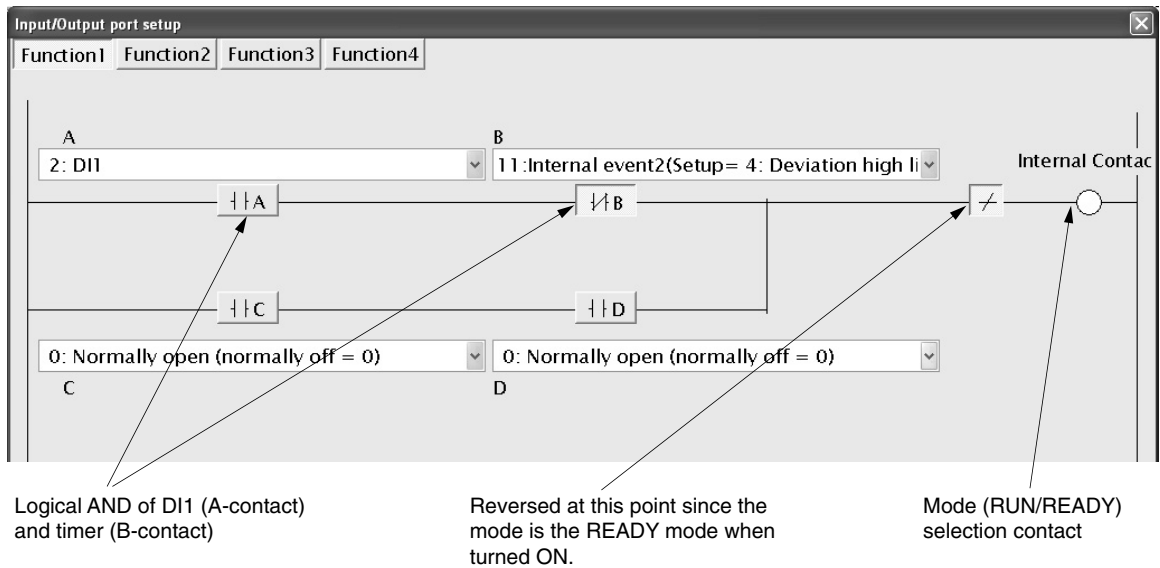 Input/Output port setup
Function1 Function2 Function3 Function4
A
B
2: DI1
11:Internal event2(Setup= 4: Deviation high li
Internal Contac
A
B
C
D
0: Normally open (normally off = 0)
0: Normally open (normally off = 0)
C
D
Logical AND of DI1 (A-contact)
and timer (B-contact)
Reversed at this point since the
mode is the READY mode when
turned ON.
Mode (RUN/READY)
selection contact